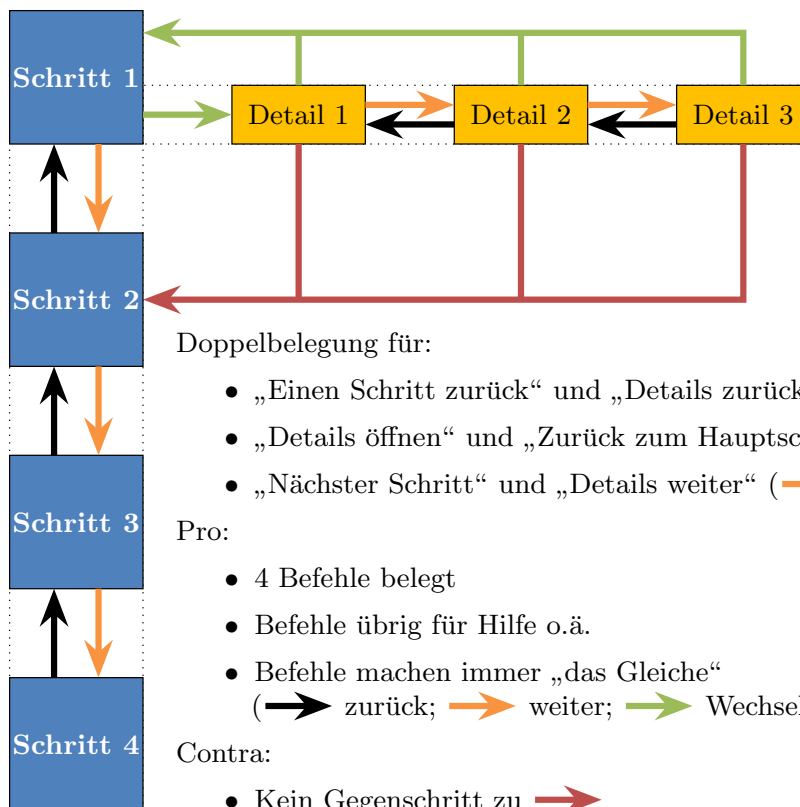 Schritt 1
Detail 1
Detail 2
Detail 3
Schritt 2
Doppelbelegung für:
• „Einen Schritt zurück“ und „Details zurück
• „Details öffnen“ und „Zurück zum Hauptsc
• „Nächster Schritt“ und „Details weiter“ (
Schritt 3
Pro:
• 4 Befehle belegt
• Befehle übrig für Hilfe o.ä.
• Befehle machen immer „das Gleiche“
( zurück; weiter; Wechsel
Schritt 4
Contra:
• Kein Gegenschritt zu